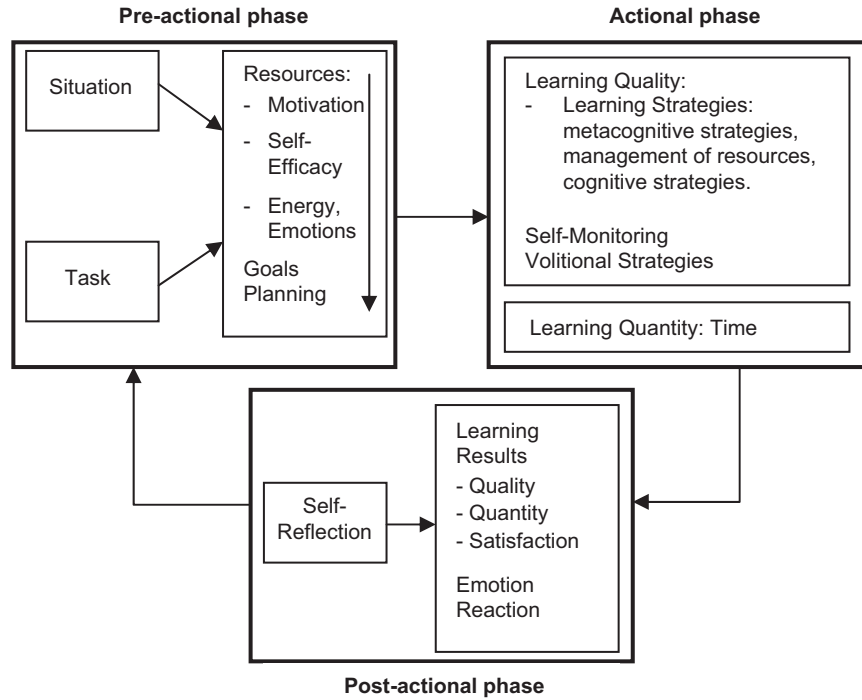 Pre-actional phase
Situation
Task
Resources:
- Motivation
- Self-
Efficacy
- Energy,
Emotions
Goals
Planning
Actional phase
Learning Quality:
- Learning Strategies:
metacognitive strategies,
management of resources,
cognitive strategies.
Self-Monitoring
Volitional Strategies
Learning Quantity: Time
Self-
Reflection
Learning
Results
- Quality
- Quantity
- Satisfaction
Emotion
Reaction
Post-actional phase